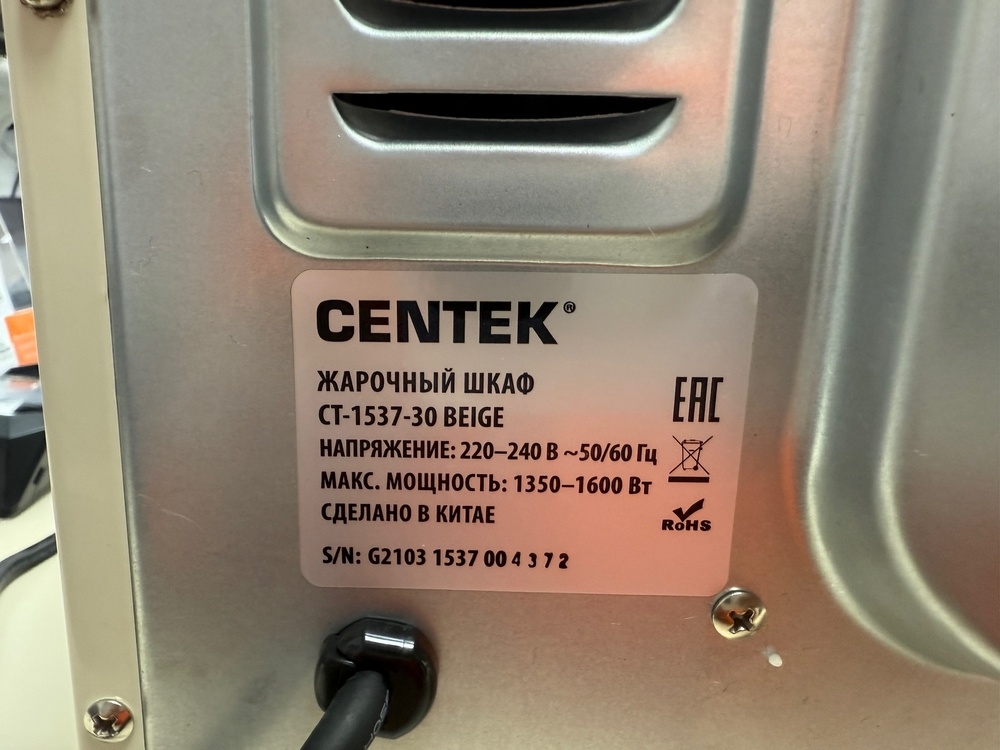 CENTEK®
ЖАРОЧНЫЙ ШКАФ
CT-1537-30 BEIGE
НАПРЯЖЕНИЕ: 220–240 В ~50/60 Гц
МАКС. МОЩНОСТЬ: 1350–1600 Вт
СДЕЛАНО В КИТАЕ
S/N: G2103 1537 00 4 3 7 2
EAC
RoHS